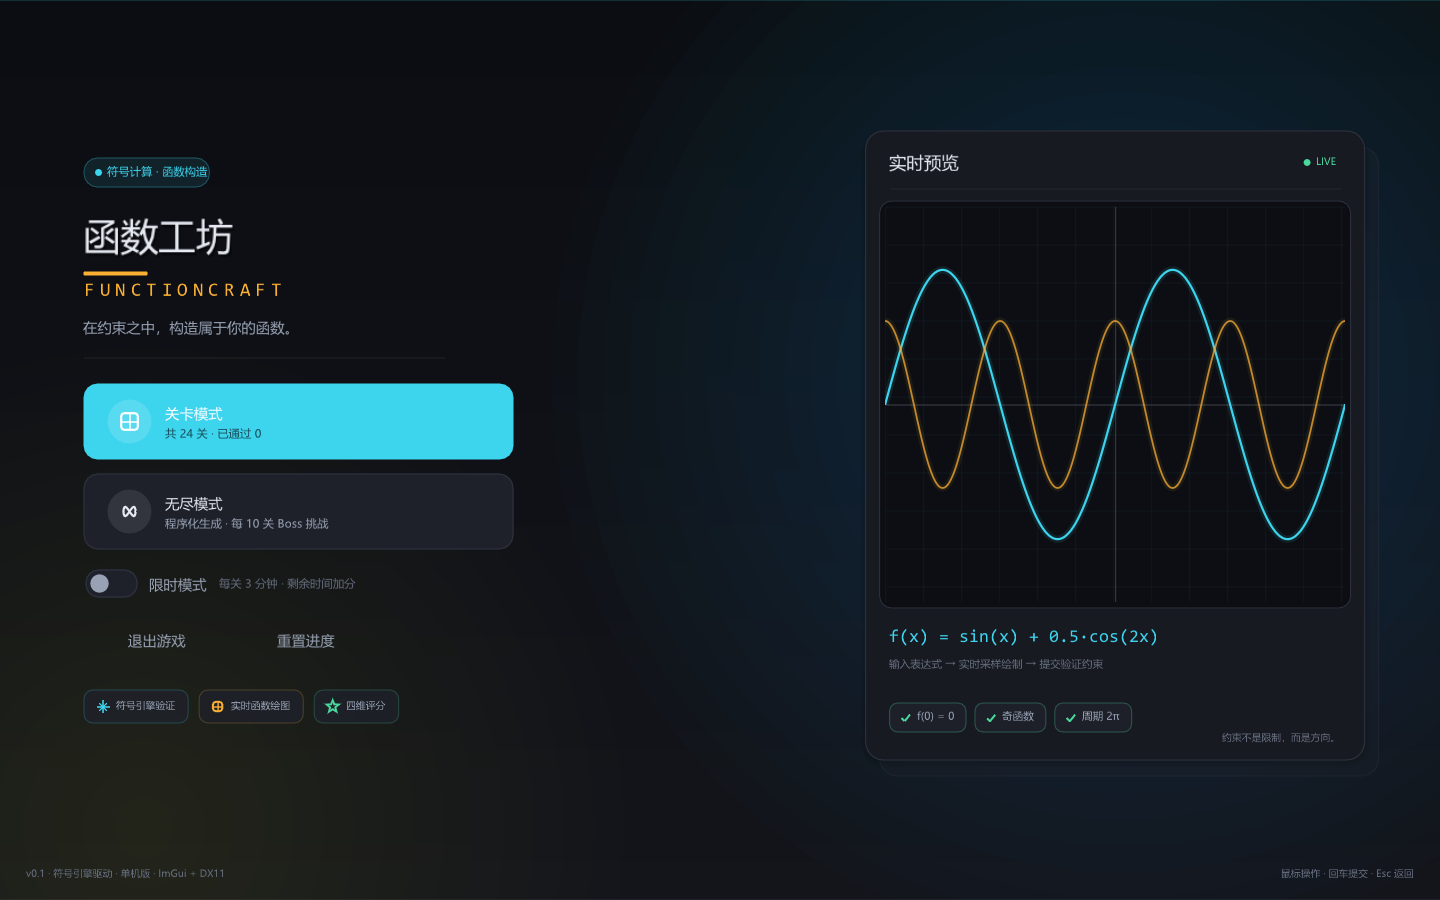 符号计算 · 函数构造
函数工坊
FUNCTIONCRAFT
在约束之中，构造属于你的函数。
关卡模式
共 24 关 · 已通过 0
无尽模式
程序化生成 · 每 10 关 Boss 挑战
限时模式 每关 3 分钟 · 剩余时间加分
退出游戏 重置进度
符号引擎验证 实时函数绘图 四维评分
实时预览 LIVE
f(x) = sin(x) + 0.5·cos(2x)
输入表达式 → 实时采样绘制 → 提交验证约束
f(0) = 0 奇函数 周期 2π
约束不是限制，而是方向。
v0.1 · 符号引擎驱动 · 单机版 · ImGui + DX11
鼠标操作 · 回车提交 · Esc 返回